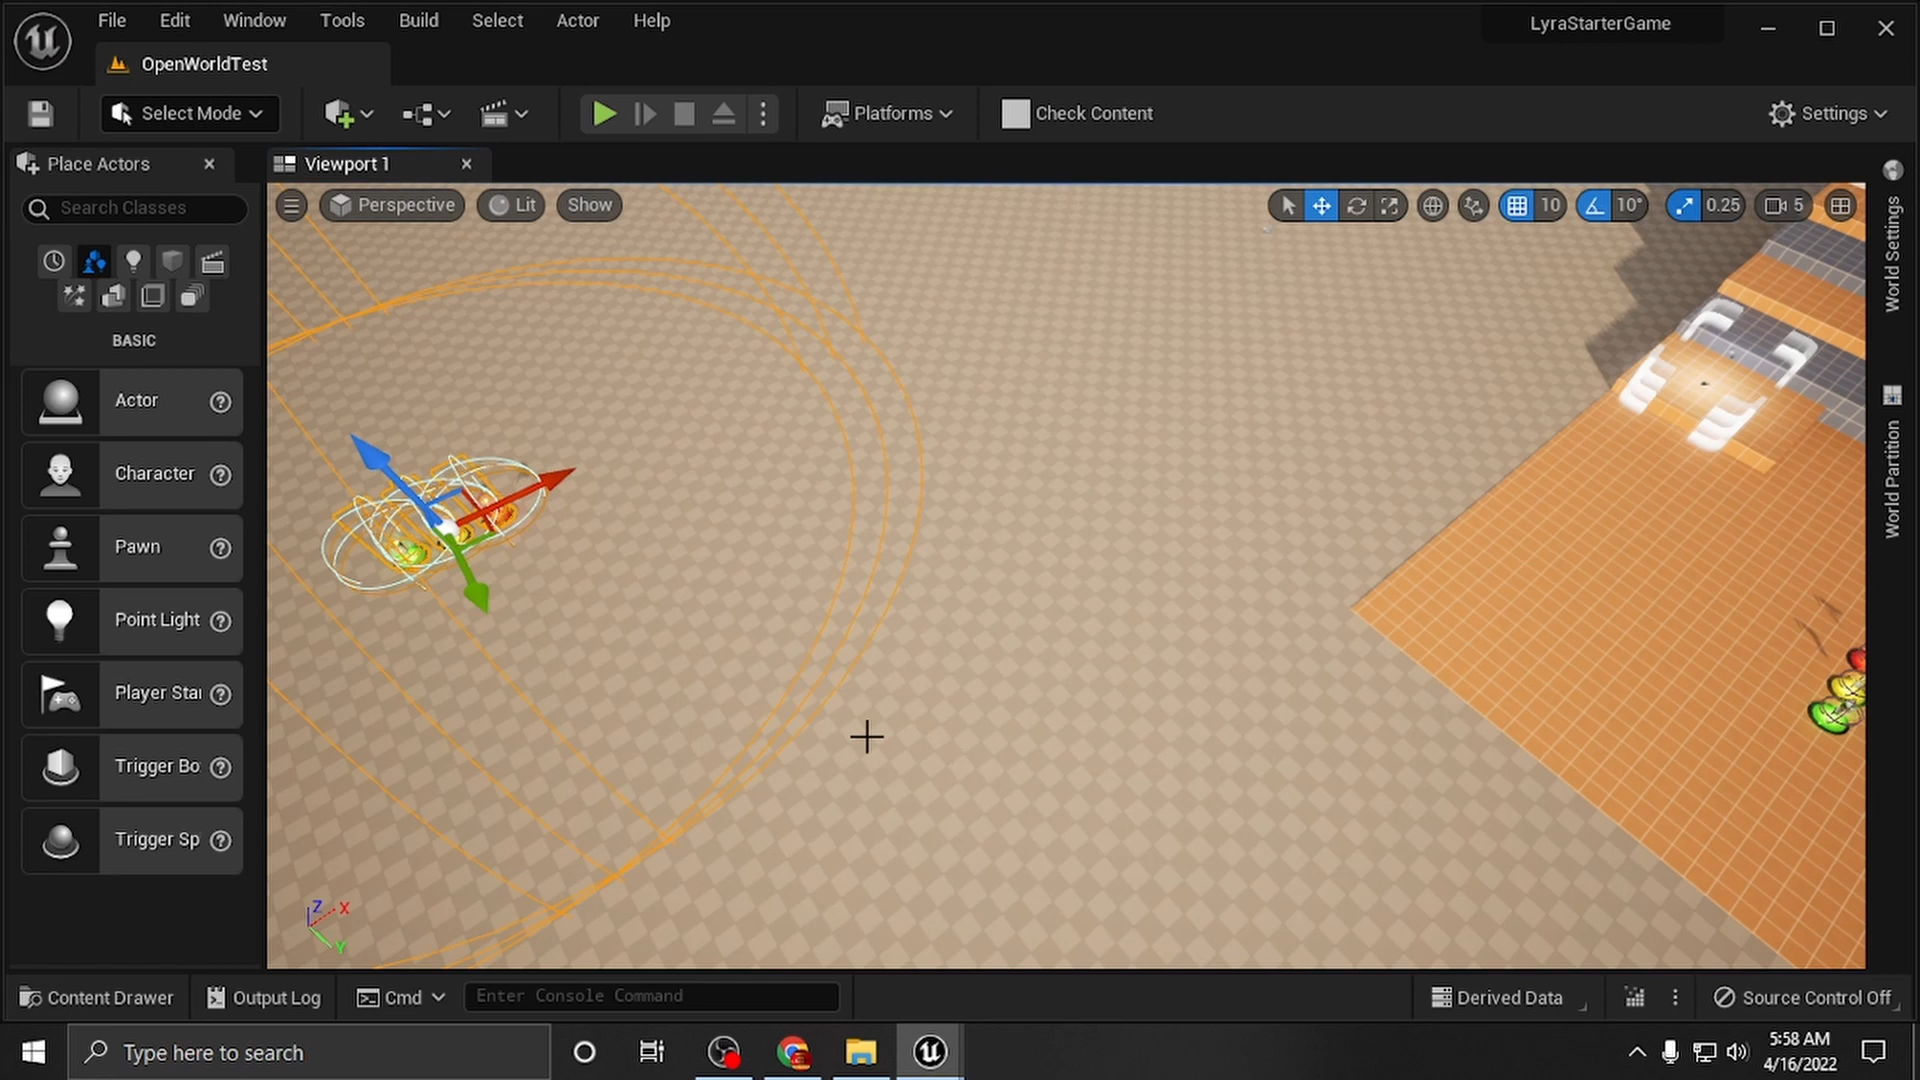 File Edit Window Tools Build Select Actor Help
LyraStarterGame
OpenWorldTest
Select Mode
Platforms
Check Content
Settings
Place Actors
Viewport 1
Search Classes
Perspective
Lit
Show
10
10°
0.25
5
World Settings
World Partition
BASIC
Actor
Character
Pawn
Point Light
Player Star
Trigger Bo
Trigger Sp
Z
X
Y
Content Drawer
Output Log
Cmd
Enter Console Command
Derived Data
Source Control Off
Type here to search
5:58 AM
4/16/2022